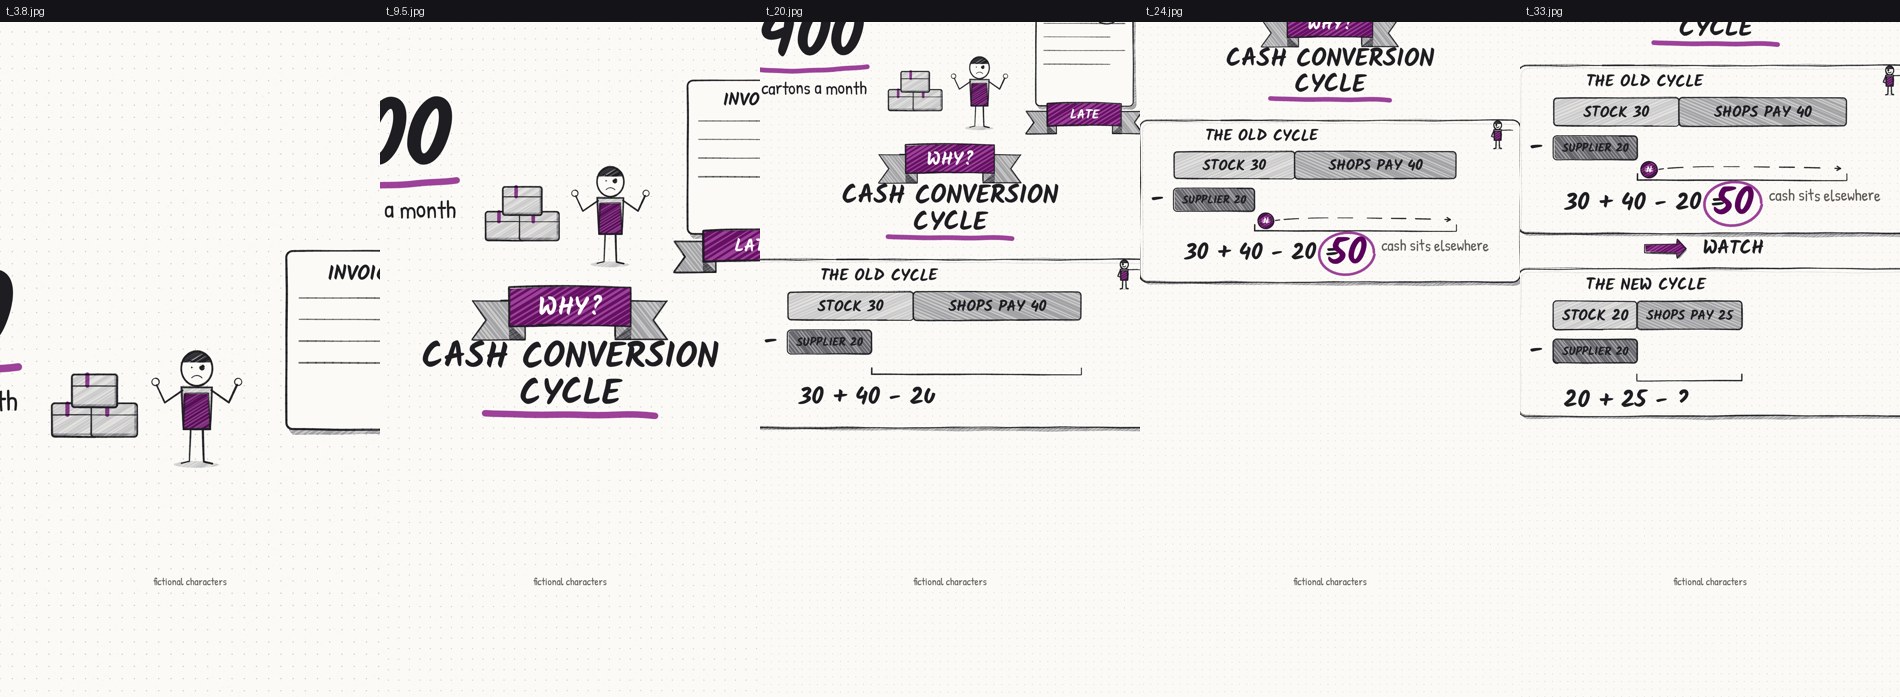 t_3.8.jpg
th
INVOI
fictional characters
t_9.5.jpg
00
a month
INVO
LAT
WHY?
CASH CONVERSION
CYCLE
fictional characters
t_20.jpg
400
cartons a month
LATE
WHY?
CASH CONVERSION
CYCLE
THE OLD CYCLE
STOCK 30
SHOPS PAY 40
- SUPPLIER 20
30 + 40 - 20
fictional characters
t_24.jpg
WHY?
CASH CONVERSION
CYCLE
THE OLD CYCLE
STOCK 30
SHOPS PAY 40
- SUPPLIER 20
30 + 40 - 20 = 50 cash sits elsewhere
fictional characters
t_33.jpg
CYCLE
THE OLD CYCLE
STOCK 30
SHOPS PAY 40
- SUPPLIER 20
30 + 40 - 20 = 50 cash sits elsewhere
WATCH
THE NEW CYCLE
STOCK 20
SHOPS PAY 25
- SUPPLIER 20
20 + 25 -
fictional characters